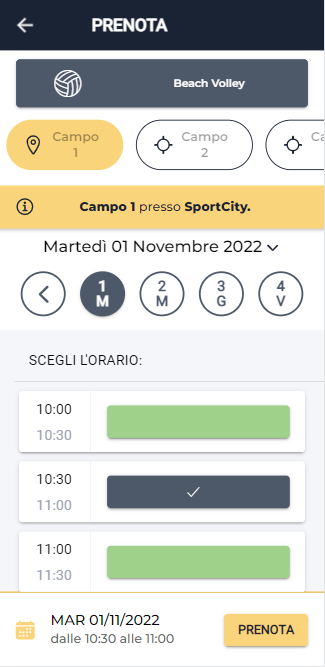 PRENOTA
Beach Volley
Campo
1
Campo
2
Campo 1 presso SportCity.
Martedì 01 Novembre 2022
1
M
2
M
3
G
4
V
SCEGLI L'ORARIO:
10:00
10:30
10:30
11:00
11:00
11:30
MAR 01/11/2022
dalle 10:30 alle 11:00
PRENOTA